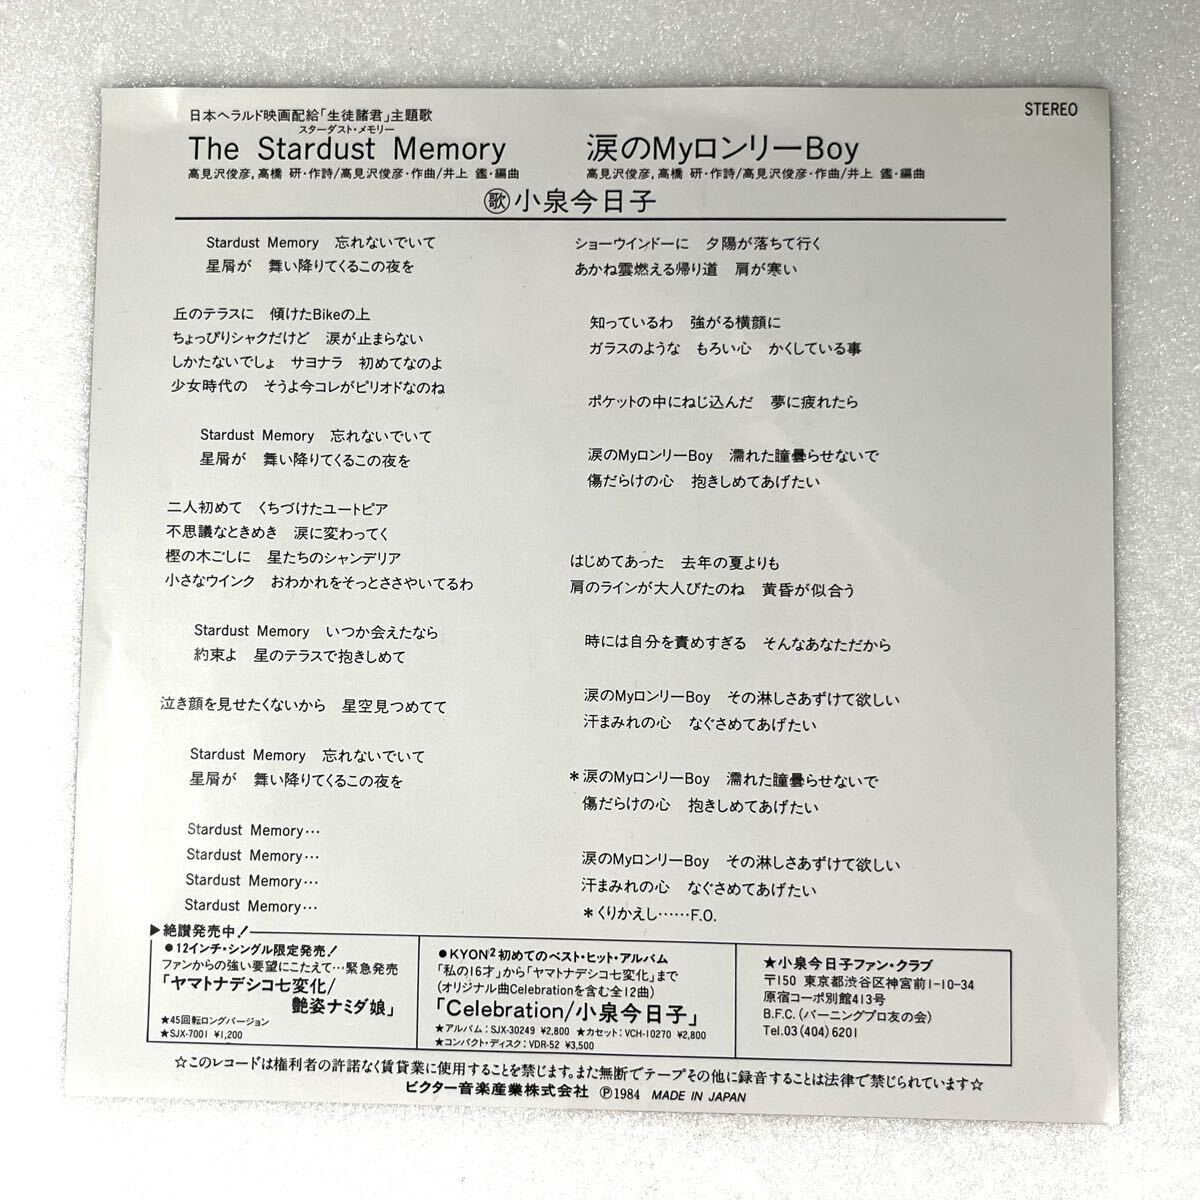 日本ヘラルド映画配給「生徒諸君」主題歌
STEREO
スターダスト・メモリー
The Stardust Memory
高見沢俊彦,高橋 研・作詩/高見沢俊彦・作曲/井上 鑑・編曲
涙のMyロンリーBoy
高見沢俊彦,高橋 研・作詩/高見沢俊彦・作曲/井上 鑑・編曲
㊙歌 小泉今日子
Stardust Memory 忘れないでいて
星屑が 舞い降りてくるこの夜を
丘のテラスに 傾けたBikeの上
ちょっぴりシャクだけど 涙が止まらない
しかたないでしょ サヨナラ 初めてなのよ
少女時代の そうよ今コレがピリオドなのね
Stardust Memory 忘れないでいて
星屑が 舞い降りてくるこの夜を
二人初めて くちづけたユートピア
不思議なときめき 涙に変わってく
樫の木ごしに 星たちのシャンデリア
小さなウインク おわかれをそっとささやいてるわ
Stardust Memory いつか会えたなら
約束よ 星のテラスで抱きしめて
泣き顔を見せたくないから 星空見つめてて
Stardust Memory 忘れないでいて
星屑が 舞い降りてくるこの夜を
Stardust Memory…
Stardust Memory…
Stardust Memory…
Stardust Memory…
ショーウインドーに 夕陽が落ちて行く
あかね雲燃える帰り道 肩が寒い
知っているわ 強がる横顔に
ガラスのような もろい心 かくしている事
ポケットの中にねじ込んだ 夢に疲れたら
涙のMyロンリーBoy 濡れた瞳曇らせないで
傷だらけの心 抱きしめてあげたい
はじめてあった 去年の夏よりも
肩のラインが大人びたのね 黄昏が似合う
時には自分を責めすぎる そんなあなただから
涙のMyロンリーBoy その淋しさあずけて欲しい
汗まみれの心 なぐさめてあげたい
*涙のMyロンリーBoy 濡れた瞳曇らせないで
傷だらけの心 抱きしめてあげたい
涙のMyロンリーBoy その淋しさあずけて欲しい
汗まみれの心 なぐさめてあげたい
*くりかえし……F.O.
▶絶讃発売中!
●12インチ・シングル限定発売!
ファンからの強い要望にこたえて…緊急発売
「ヤマトナデシコ七変化/
艶姿ナミダ娘」
★45回転ロングバージョン
★SJX-7001 ¥1,200
●KYON²初めてのベスト・ヒット・アルバム
「私の16才」から「ヤマトナデシコ七変化」まで
(オリジナル曲Celebrationを含む全12曲)
「Celebration/小泉今日子」
★アルバム:SJX-30249 ¥2,800 ★カセット:VCH-10270 ¥2,800
★コンパクト・ディスク:VDR-52 ¥3,500
★小泉今日子ファン・クラブ
〒150 東京都渋谷区神宮前1-10-34
原宿コーポ別館413号
B.F.C.(バーニングプロ友の会)
Tel.03(404)6201
☆このレコードは権利者の許諾なく賃貸業に使用することを禁じます。また無断でテープその他に録音することは法律で禁じられています☆
ビクター音楽産業株式会社 Ⓟ1984 MADE IN JAPAN